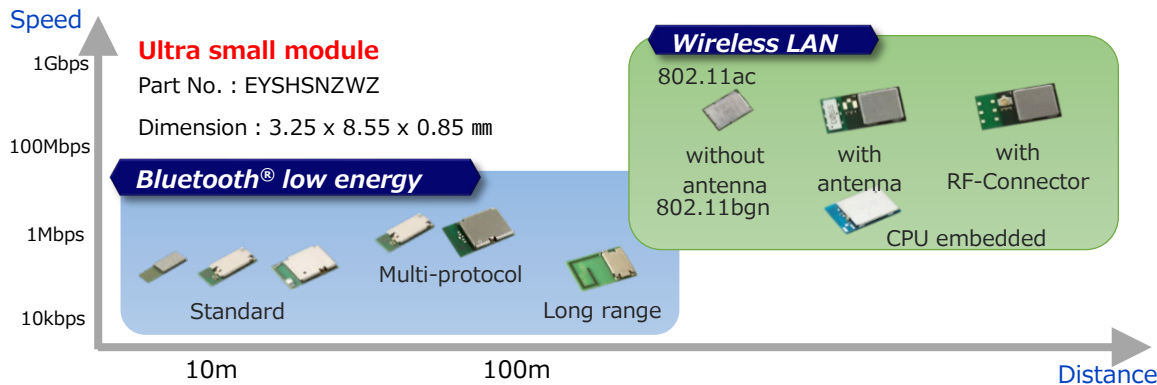 Speed
Ultra small module
Part No. : EYSHSNZWZ
Dimension : 3.25 x 8.55 x 0.85 ㎜
1Gbps
100Mbps
1Mbps
10kbps
Wireless LAN
802.11ac
without
antenna
with
antenna
with
RF-Connector
802.11bgn
CPU embedded
Bluetooth® low energy
Standard
Multi-protocol
Long range
10m
100m
Distance